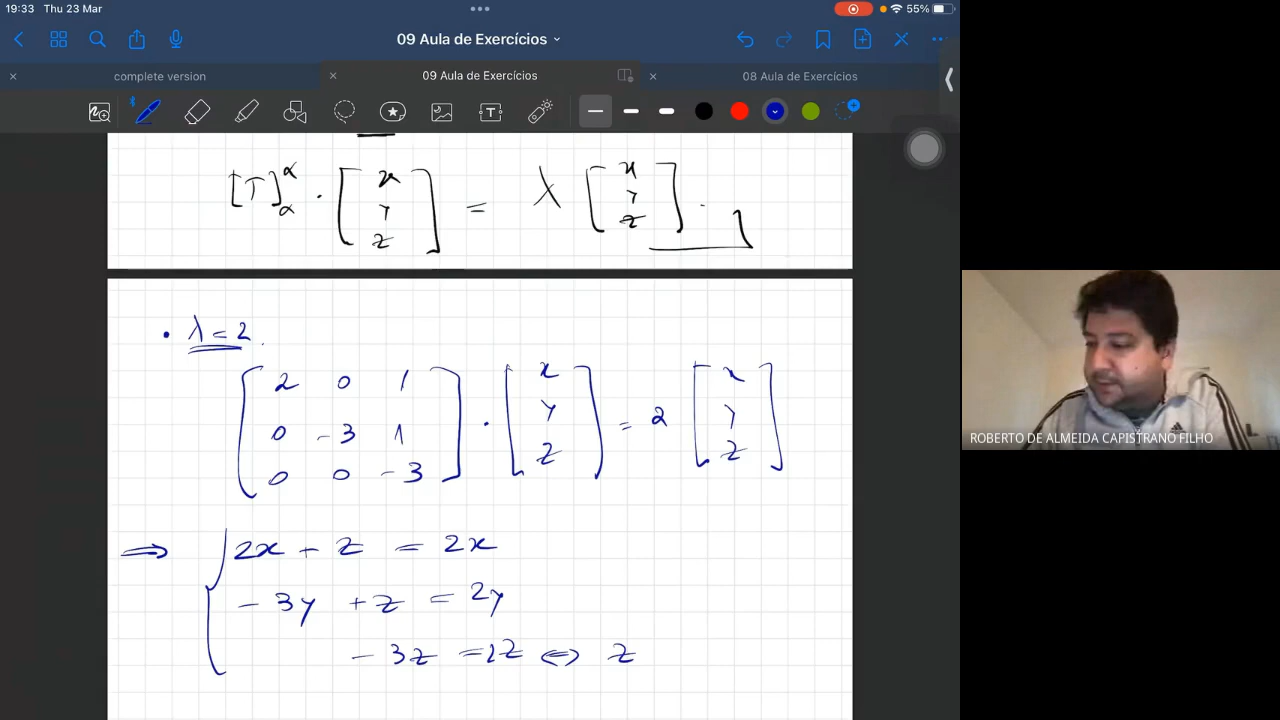 19:33 Thu 23 Mar
55%
09 Aula de Exercícios
complete version
09 Aula de Exercícios
08 Aula de Exercícios
[T]^α_α · [x y z] = λ [x y z].
• λ = 2.
[2 0 1
0 -3 1
0 0 -3] · [x y z] = 2 [x y z]
⇒ { 2x + z = 2x
-3y + z = 2y
-3z = 2z ⇔ z
ROBERTO DE ALMEIDA CAPISTRANO FILHO